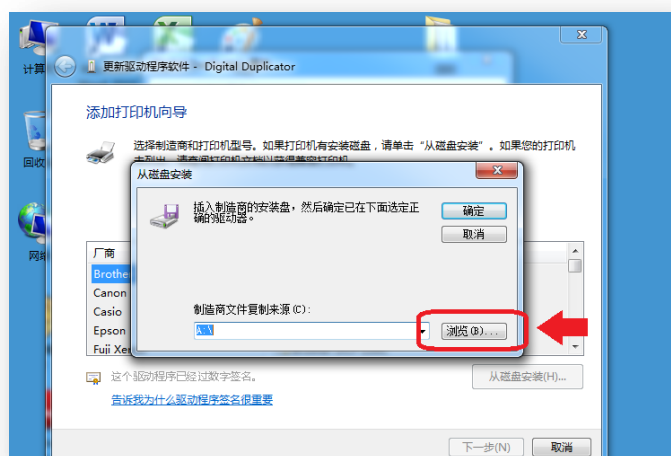 计算
回收
网络
更新驱动程序软件 - Digital Duplicator
添加打印机向导
选择制造商和打印机型号。如果打印机有安装磁盘，请单击“从磁盘安装”。如果您的打印机
从磁盘安装
插入制造商的安装盘，然后确定已在下面选定正
确的驱动器。
确定
取消
厂商
Brothe
Canon
Casio
Epson
Fuji Xe
制造商文件复制来源(C):
A:\
浏览(B)...
这个驱动程序已经过数字签名。
从磁盘安装(H)...
告诉我为什么驱动程序签名很重要
下一步(N)
取消